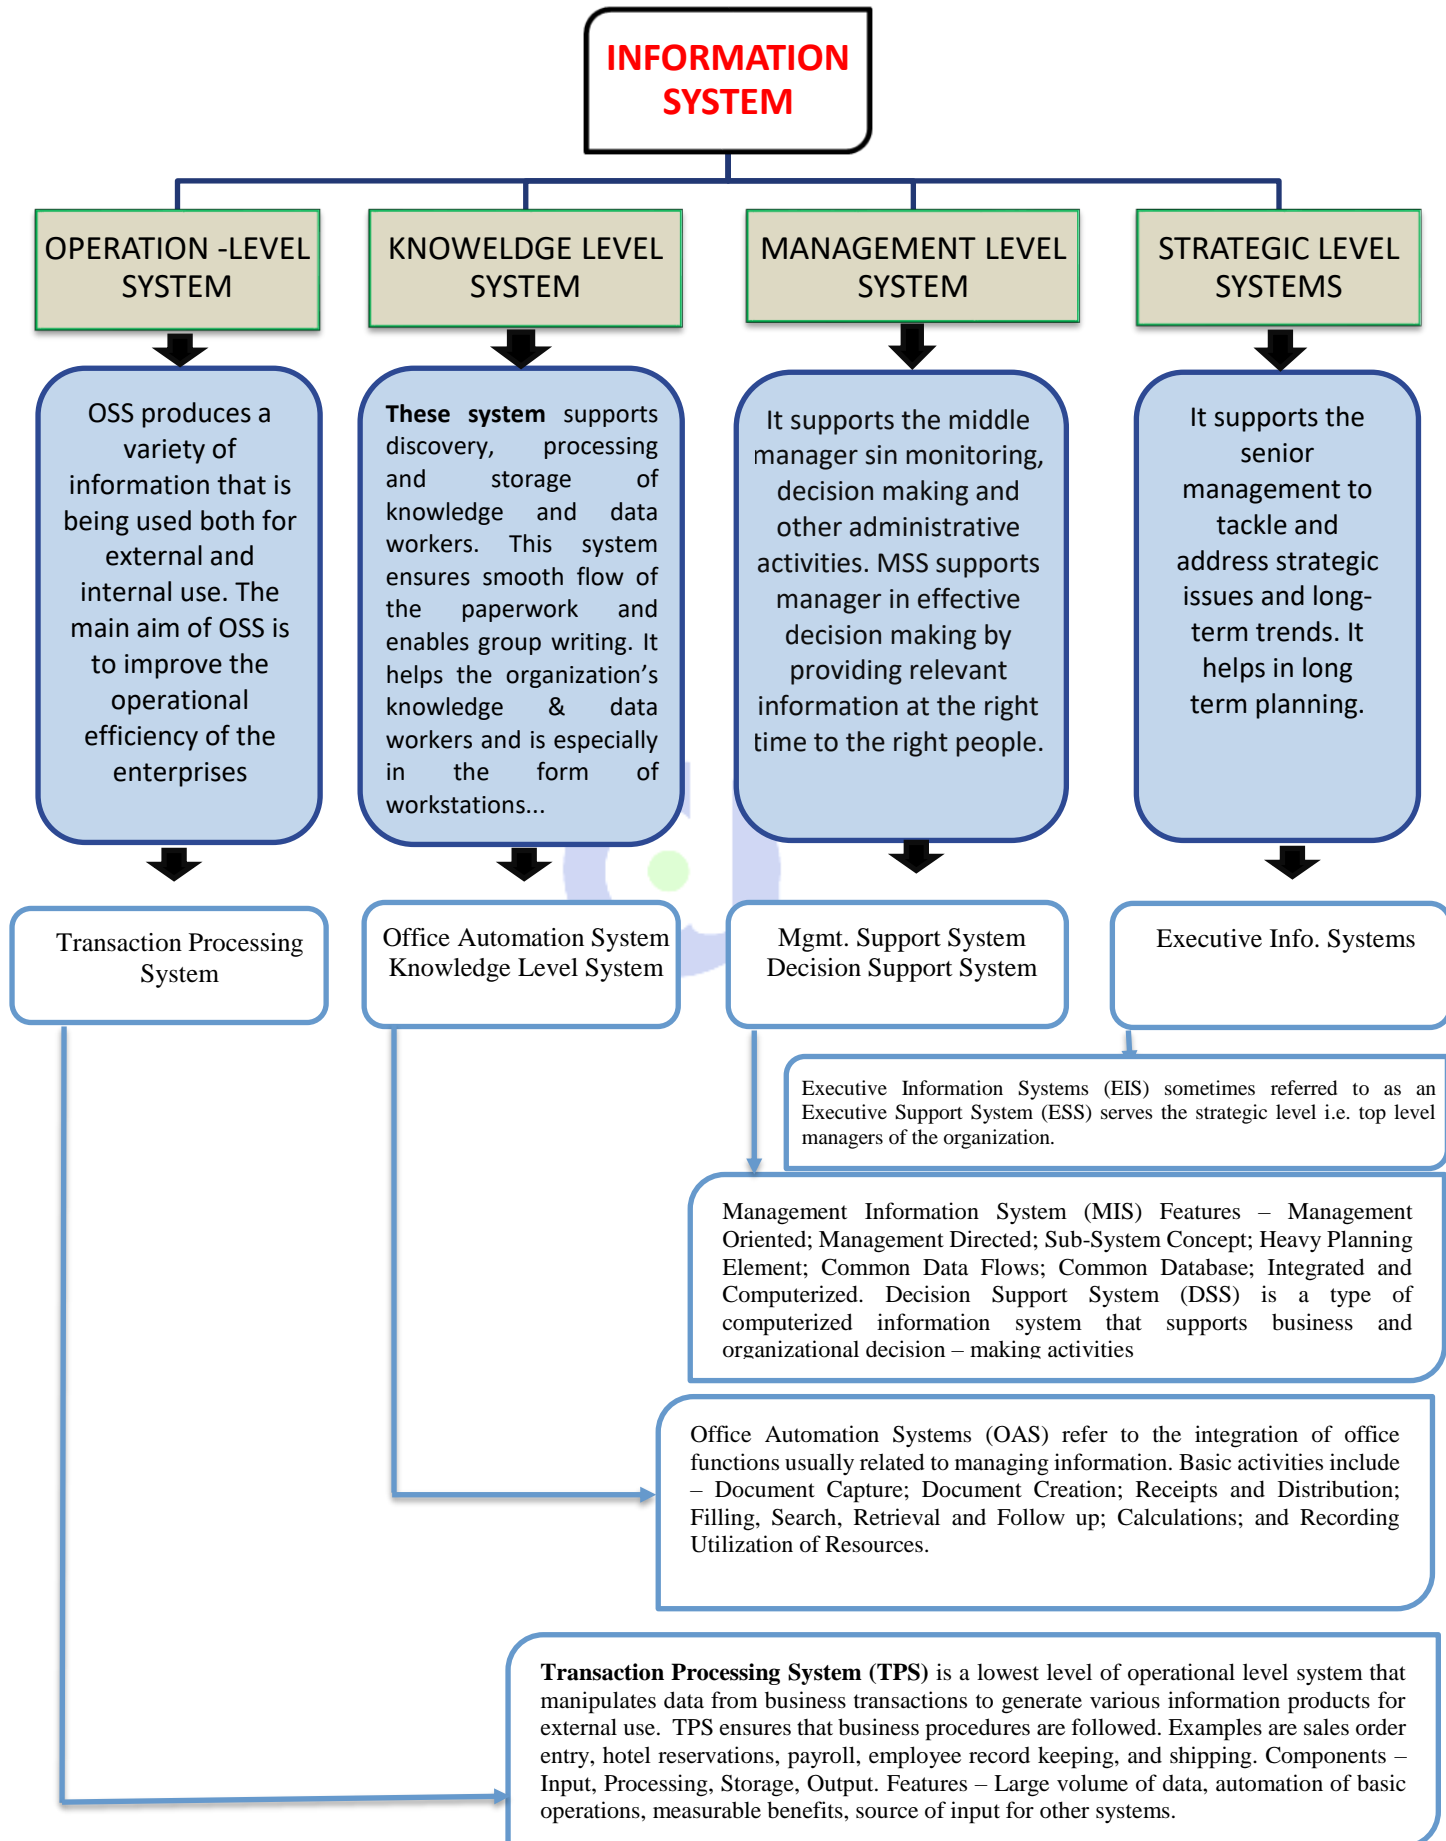 INFORMATION
SYSTEM
OPERATION -LEVEL
SYSTEM
KNOWELDGE LEVEL
SYSTEM
MANAGEMENT LEVEL
SYSTEM
STRATEGIC LEVEL
SYSTEMS
OSS produces a
variety of
information that is
being used both for
external and
internal use. The
main aim of OSS is
to improve the
operational
efficiency of the
enterprises
These system supports
discovery, processing
and storage of
knowledge and data
workers. This system
ensures smooth flow of
the paperwork and
enables group writing. It
helps the organization's
knowledge & data
workers and is especially
in the form of
workstations...
It supports the middle
manager sin monitoring,
decision making and
other administrative
activities. MSS supports
manager in effective
decision making by
providing relevant
information at the right
time to the right people.
It supports the
senior
management to
tackle and
address strategic
issues and long-
term trends. It
helps in long
term planning.
Transaction Processing
System
Office Automation System
Knowledge Level System
Mgmt. Support System
Decision Support System
Executive Info. Systems
Executive Information Systems (EIS) sometimes referred to as an
Executive Support System (ESS) serves the strategic level i.e. top level
managers of the organization.
Management Information System (MIS) Features – Management
Oriented; Management Directed; Sub-System Concept; Heavy Planning
Element; Common Data Flows; Common Database; Integrated and
Computerized. Decision Support System (DSS) is a type of
computerized information system that supports business and
organizational decision – making activities
Office Automation Systems (OAS) refer to the integration of office
functions usually related to managing information. Basic activities include
– Document Capture; Document Creation; Receipts and Distribution;
Filling, Search, Retrieval and Follow up; Calculations; and Recording
Utilization of Resources.
Transaction Processing System (TPS) is a lowest level of operational level system that
manipulates data from business transactions to generate various information products for
external use. TPS ensures that business procedures are followed. Examples are sales order
entry, hotel reservations, payroll, employee record keeping, and shipping. Components –
Input, Processing, Storage, Output. Features – Large volume of data, automation of basic
operations, measurable benefits, source of input for other systems.